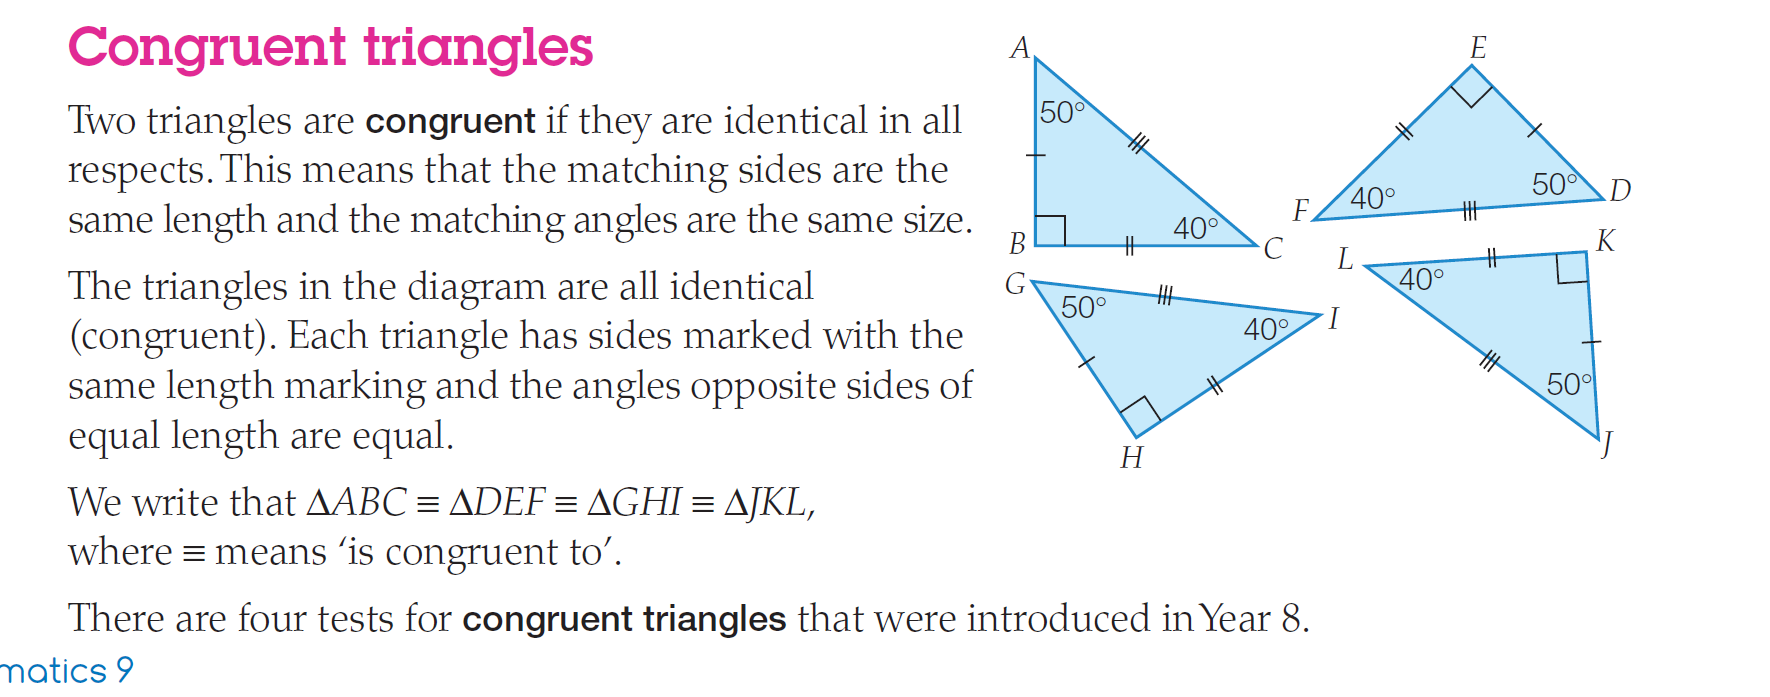 Congruent triangles
Two triangles are congruent if they are identical in all
respects. This means that the matching sides are the
same length and the matching angles are the same size.
The triangles in the diagram are all identical
(congruent). Each triangle has sides marked with the
same length marking and the angles opposite sides of
equal length are equal.
We write that ΔABC ≡ ΔDEF ≡ ΔGHI ≡ ΔJKL,
where ≡ means ‘is congruent to’.
There are four tests for congruent triangles that were introduced in Year 8.
matics 9
A
50°
B
40°
C
E
F
40°
50°
D
G
50°
40°
I
H
L
40°
K
50°
J